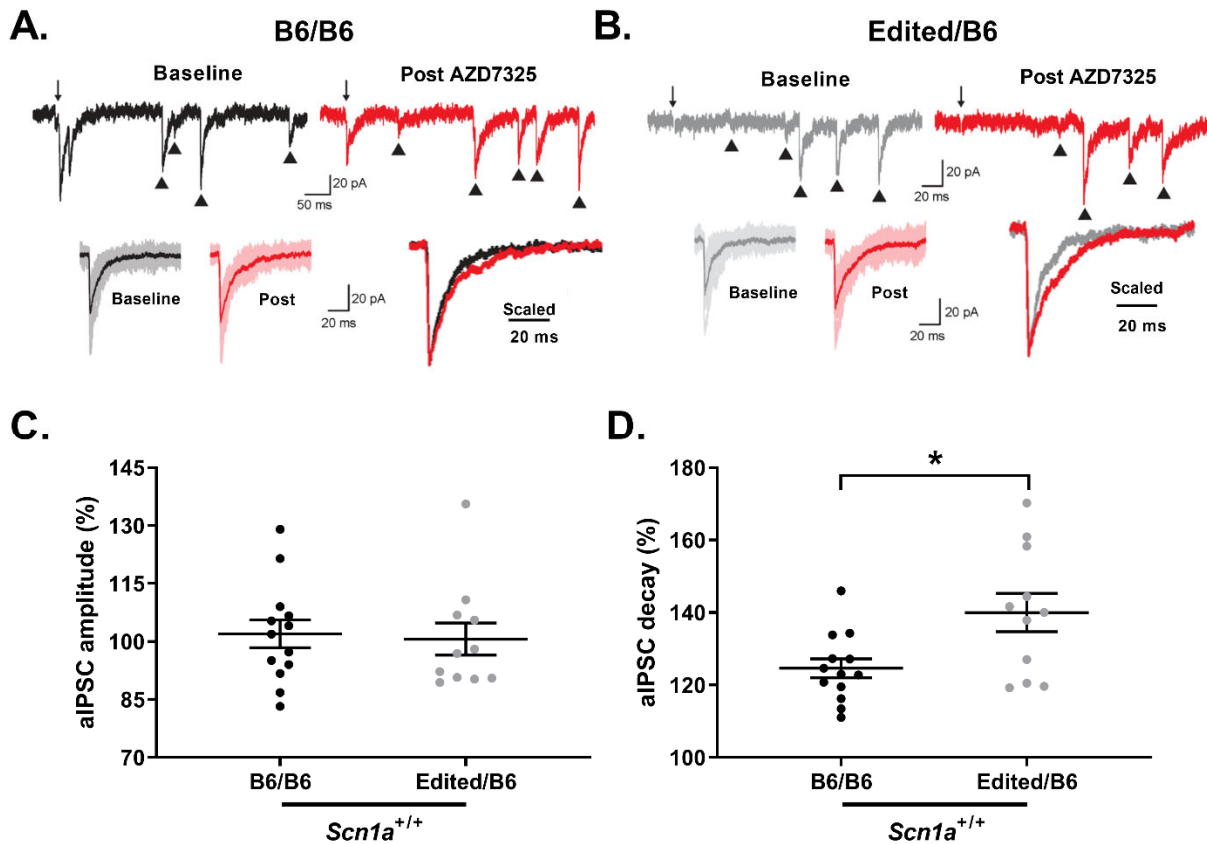 A.
B6/B6
Baseline
Post AZD7325
20 pA
50 ms
Baseline
Post
20 pA
20 ms
Scaled
20 ms
B.
Edited/B6
Baseline
Post AZD7325
20 pA
20 ms
Baseline
Post
20 pA
20 ms
Scaled
20 ms
C.
aIPSC amplitude (%)
145
130
115
100
85
70
B6/B6
Edited/B6
Scn1a+/+
D.
aIPSC decay (%)
180
160
140
120
100
*
B6/B6
Edited/B6
Scn1a+/+